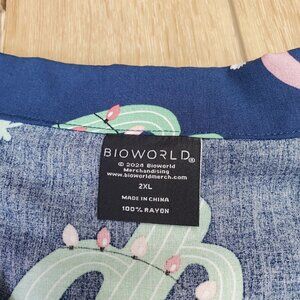 BIOWORLD®
© 2024 Bioworld
Merchandising
www.bioworldmerch.com
2XL
MADE IN CHINA
100% RAYON